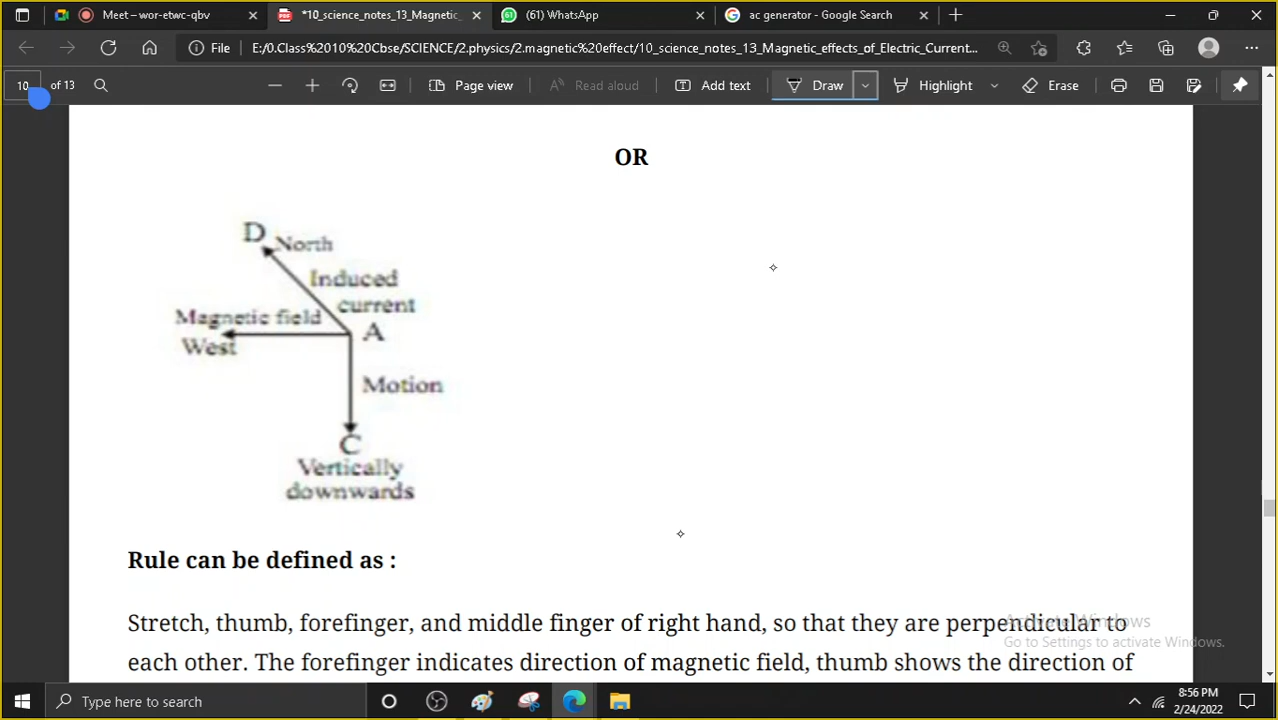 Meet – wor-etwc-qbv
*10_science_notes_13_Magnetic_
(61) WhatsApp
ac generator - Google Search
File
E:/0.Class%2010%20Cbse/SCIENCE/2.physics/2.magnetic%20effect/10_science_notes_13_Magnetic_effects_of_Electric_Current...
10
of 13
Page view
Read aloud
Add text
Draw
Highlight
Erase
OR
D
North
Induced
current
Magnetic field
A
West
Motion
C
Vertically
downwards
Rule can be defined as :
Stretch, thumb, forefinger, and middle finger of right hand, so that they are perpendicular to
each other. The forefinger indicates direction of magnetic field, thumb shows the direction of
Activate Windows
Go to Settings to activate Windows.
Type here to search
8:56 PM
2/24/2022